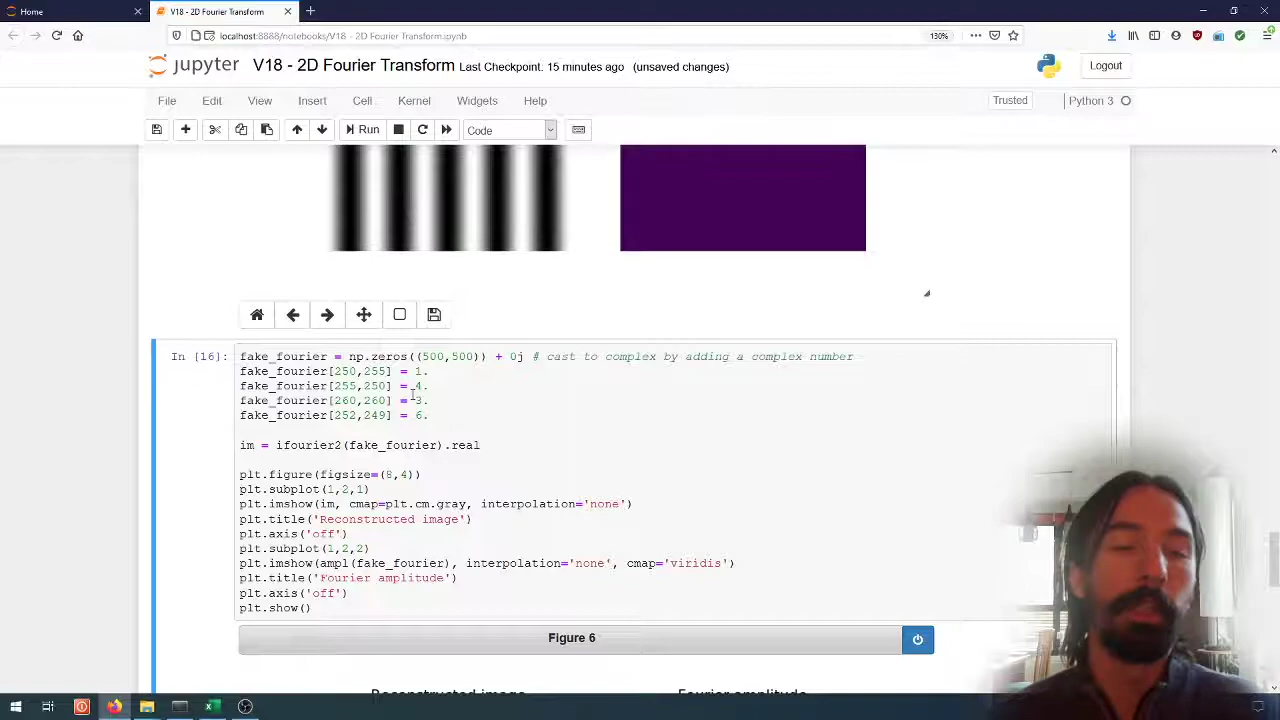 Home
V18 - 2D Fourier Transform
localhost:8888/notebooks/V18 - 2D Fourier Transform.ipynb
130%
jupyter V18 - 2D Fourier Transform Last Checkpoint: 15 minutes ago (unsaved changes)
Logout
File Edit View Insert Cell Kernel Widgets Help
Trusted
Python 3
Run
Code
In [16]:
fake_fourier = np.zeros((500,500)) + 0j # cast to complex by adding a complex number
fake_fourier[250,255] = 1.
fake_fourier[255,250] = 4.
fake_fourier[260,260] = 3.
fake_fourier[252,249] = 6.
im = ifourier2(fake_fourier).real
plt.figure(figsize=(8,4))
plt.subplot(1,2,1)
plt.imshow(im, cmap=plt.cm.gray, interpolation='none')
plt.title('Reconstructed image')
plt.axis('off')
plt.subplot(1,2,2)
plt.imshow(ampl(fake_fourier), interpolation='none', cmap='viridis')
plt.title('Fourier amplitude')
plt.axis('off')
plt.show()
Figure 6
Reconstructed image
Fourier amplitude